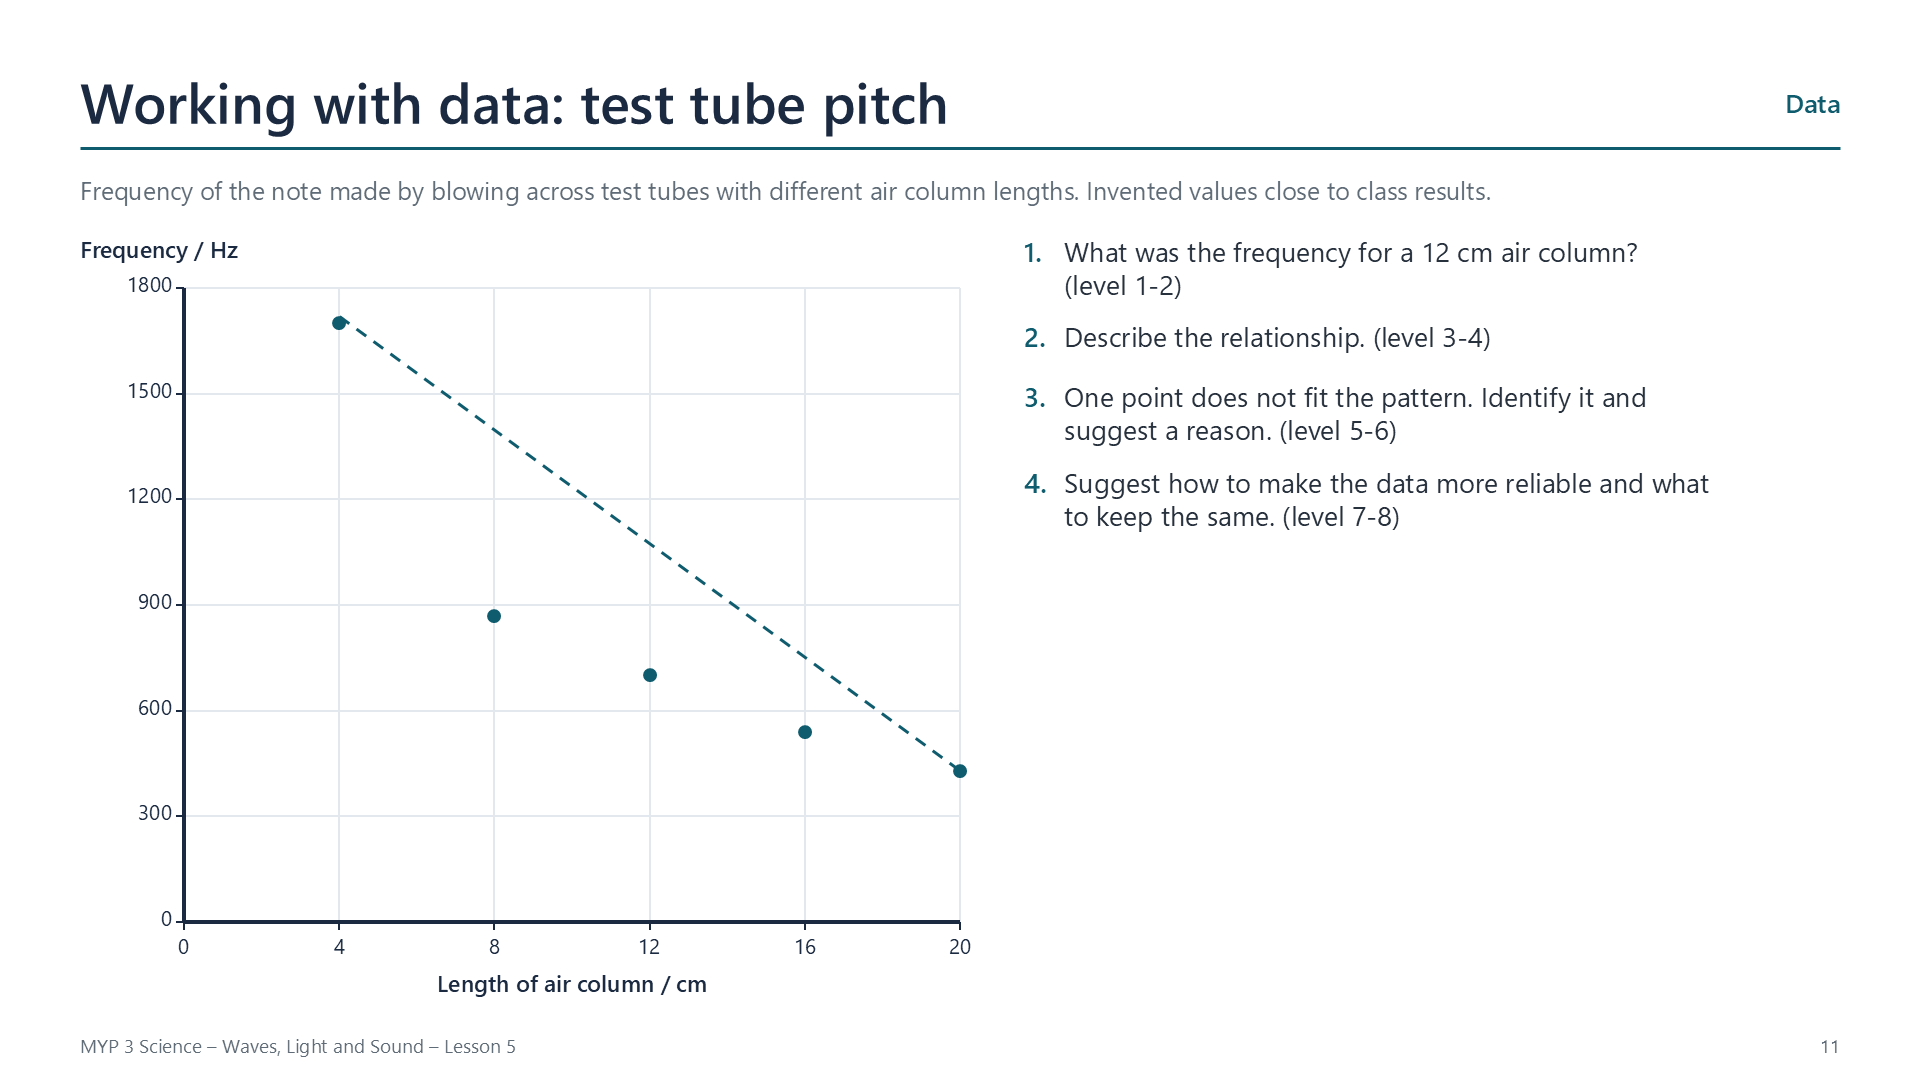 Working with data: test tube pitch
Data
Frequency of the note made by blowing across test tubes with different air column lengths. Invented values close to class results.
Frequency / Hz
1800
1500
1200
900
600
300
0
0 4 8 12 16 20
Length of air column / cm
1. What was the frequency for a 12 cm air column?
(level 1-2)
2. Describe the relationship. (level 3-4)
3. One point does not fit the pattern. Identify it and
suggest a reason. (level 5-6)
4. Suggest how to make the data more reliable and what
to keep the same. (level 7-8)
MYP 3 Science – Waves, Light and Sound – Lesson 5
11